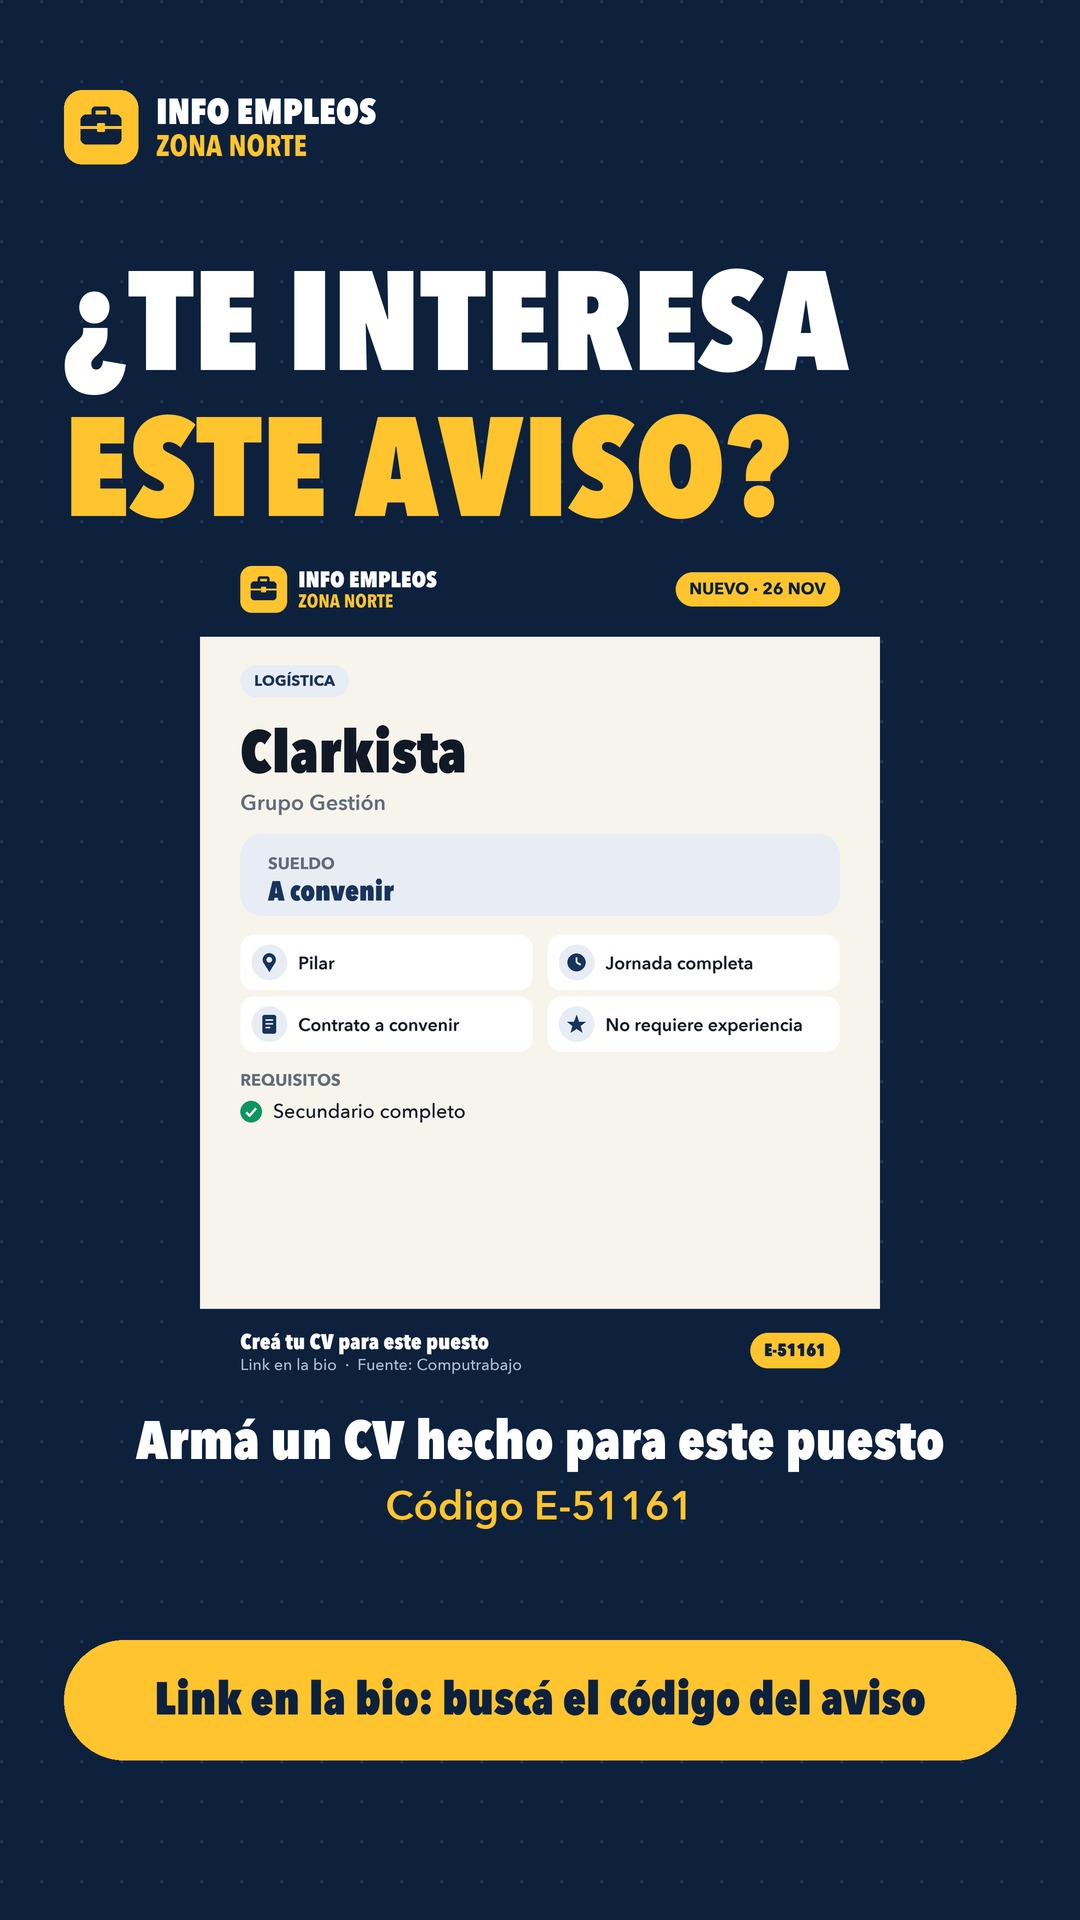 INFO EMPLEOS
ZONA NORTE
¿TE INTERESA
ESTE AVISO?
INFO EMPLEOS
ZONA NORTE
NUEVO · 26 NOV
LOGÍSTICA
Clarkista
Grupo Gestión
SUELDO
A convenir
Pilar
Jornada completa
Contrato a convenir
No requiere experiencia
REQUISITOS
Secundario completo
Creá tu CV para este puesto
Link en la bio · Fuente: Computrabajo
E-51161
Armá un CV hecho para este puesto
Código E-51161
Link en la bio: buscá el código del aviso